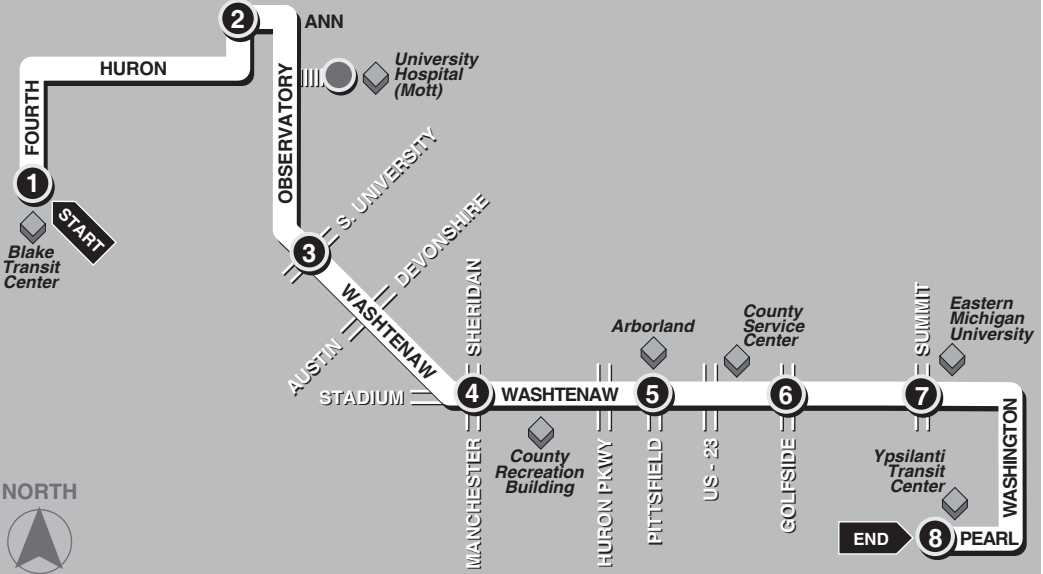 2
ANN
HURON
University
Hospital
(Mott)
FOURTH
OBSERVATORY
1
START
Blake
Transit
Center
S. UNIVERSITY
3
DEVONSHIRE
WASHTENAW
AUSTIN
STADIUM
SHERIDAN
4
WASHTENAW
MANCHESTER
County
Recreation
Building
HURON PKWY
Arborland
5
PITTSFIELD
US - 23
County
Service
Center
6
GOLFSIDE
SUMMIT
7
Eastern
Michigan
University
WASHINGTON
Ypsilanti
Transit
Center
END
8
PEARL
NORTH